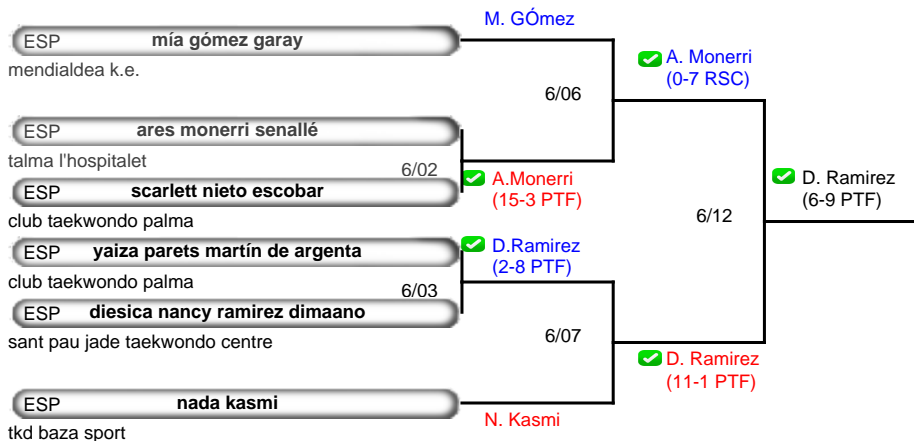 M. GÓmez
ESP mía gómez garay
mendialdea k.e.
A. Monerri
(0-7 RSC)
6/06
ESP ares monerri senallé
talma l'hospitalet
6/02
A.Monerri
(15-3 PTF)
ESP scarlett nieto escobar
club taekwondo palma
D. Ramirez
(6-9 PTF)
6/12
ESP yaiza parets martín de argenta
club taekwondo palma
D.Ramirez
(2-8 PTF)
6/03
ESP diesica nancy ramirez dimaano
sant pau jade taekwondo centre
6/07
D. Ramirez
(11-1 PTF)
ESP nada kasmi
tkd baza sport
N. Kasmi